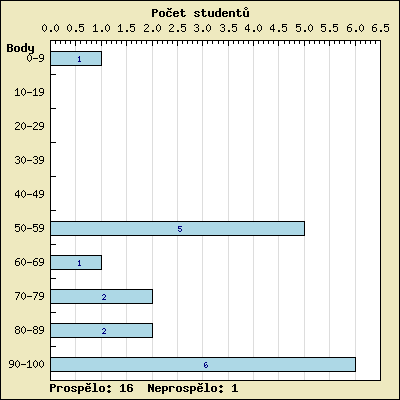 Počet studentů
0.0 0.5 1.0 1.5 2.0 2.5 3.0 3.5 4.0 4.5 5.0 5.5 6.0 6.5
Body
0-9 1
10-19
20-29
30-39
40-49
50-59 5
60-69 1
70-79 2
80-89 2
90-100 6
Prospělo: 16 Neprospělo: 1